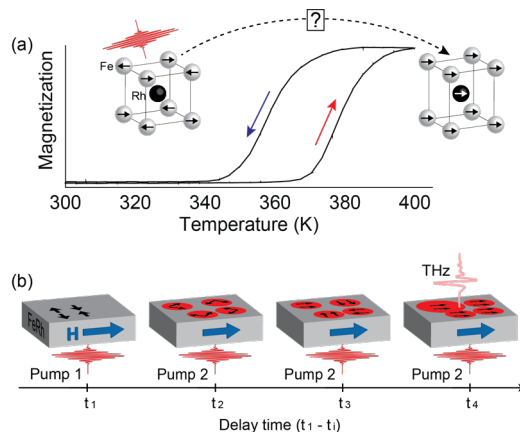 (a)
?
Fe
Rh
Magnetization
300
320
340
360
380
400
Temperature (K)
(b)
THz
FeRh
H
Pump 1
Pump 2
Pump 2
Pump 2
t1
t2
t3
t4
Delay time (t1 - ti)